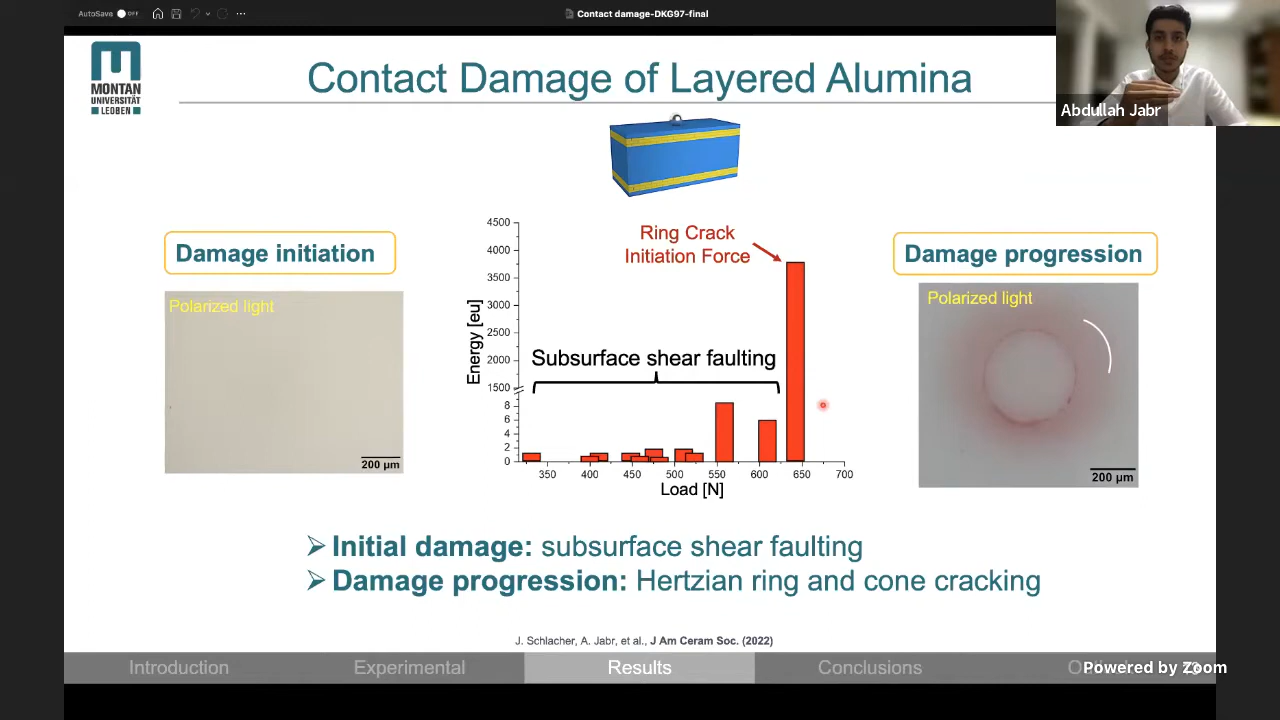 AutoSave
OFF
Contact damage-DKG97-final
MONTAN
UNIVERSITÄT
LEOBEN
Contact Damage of Layered Alumina
Abdullah Jabr
Damage initiation
Polarized light
200 µm
Ring Crack
Initiation Force
Subsurface shear faulting
Energy [eu]
4500
4000
3500
3000
2500
2000
1500
8
6
4
2
0
350 400 450 500 550 600 650 700
Load [N]
Damage progression
Polarized light
200 µm
➢ Initial damage: subsurface shear faulting
➢ Damage progression: Hertzian ring and cone cracking
J. Schlacher, A. Jabr, et al., J Am Ceram Soc. (2022)
Introduction Experimental Results Conclusions
Powered by Zoom